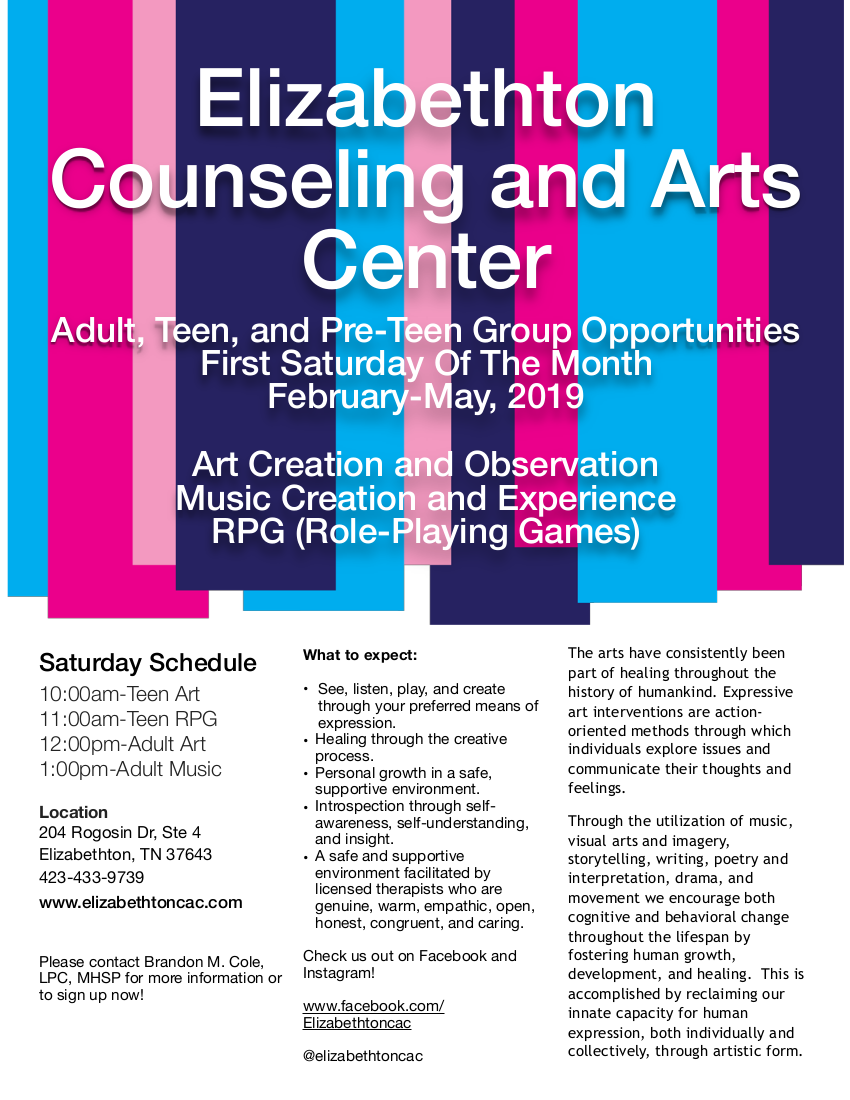 Elizabethton
Counseling and Arts
Center
Adult, Teen, and Pre-Teen Group Opportunities
First Saturday Of The Month
February-May, 2019
Art Creation and Observation
Music Creation and Experience
RPG (Role-Playing Games)
Saturday Schedule
10:00am-Teen Art
11:00am-Teen RPG
12:00pm-Adult Art
1:00pm-Adult Music
Location
204 Rogosin Dr, Ste 4
Elizabethton, TN 37643
423-433-9739
www.elizabethtoncac.com
Please contact Brandon M. Cole,
LPC, MHSP for more information or
to sign up now!
What to expect:
• See, listen, play, and create
through your preferred means of
expression.
• Healing through the creative
process.
• Personal growth in a safe,
supportive environment.
• Introspection through self-
awareness, self-understanding,
and insight.
• A safe and supportive
environment facilitated by
licensed therapists who are
genuine, warm, empathic, open,
honest, congruent, and caring.
Check us out on Facebook and
Instagram!
www.facebook.com/
Elizabethtoncac
@elizabethtoncac
The arts have consistently been
part of healing throughout the
history of humankind. Expressive
art interventions are action-
oriented methods through which
individuals explore issues and
communicate their thoughts and
feelings.
Through the utilization of music,
visual arts and imagery,
storytelling, writing, poetry and
interpretation, drama, and
movement we encourage both
cognitive and behavioral change
throughout the lifespan by
fostering human growth,
development, and healing.  This is
accomplished by reclaiming our
innate capacity for human
expression, both individually and
collectively, through artistic form.